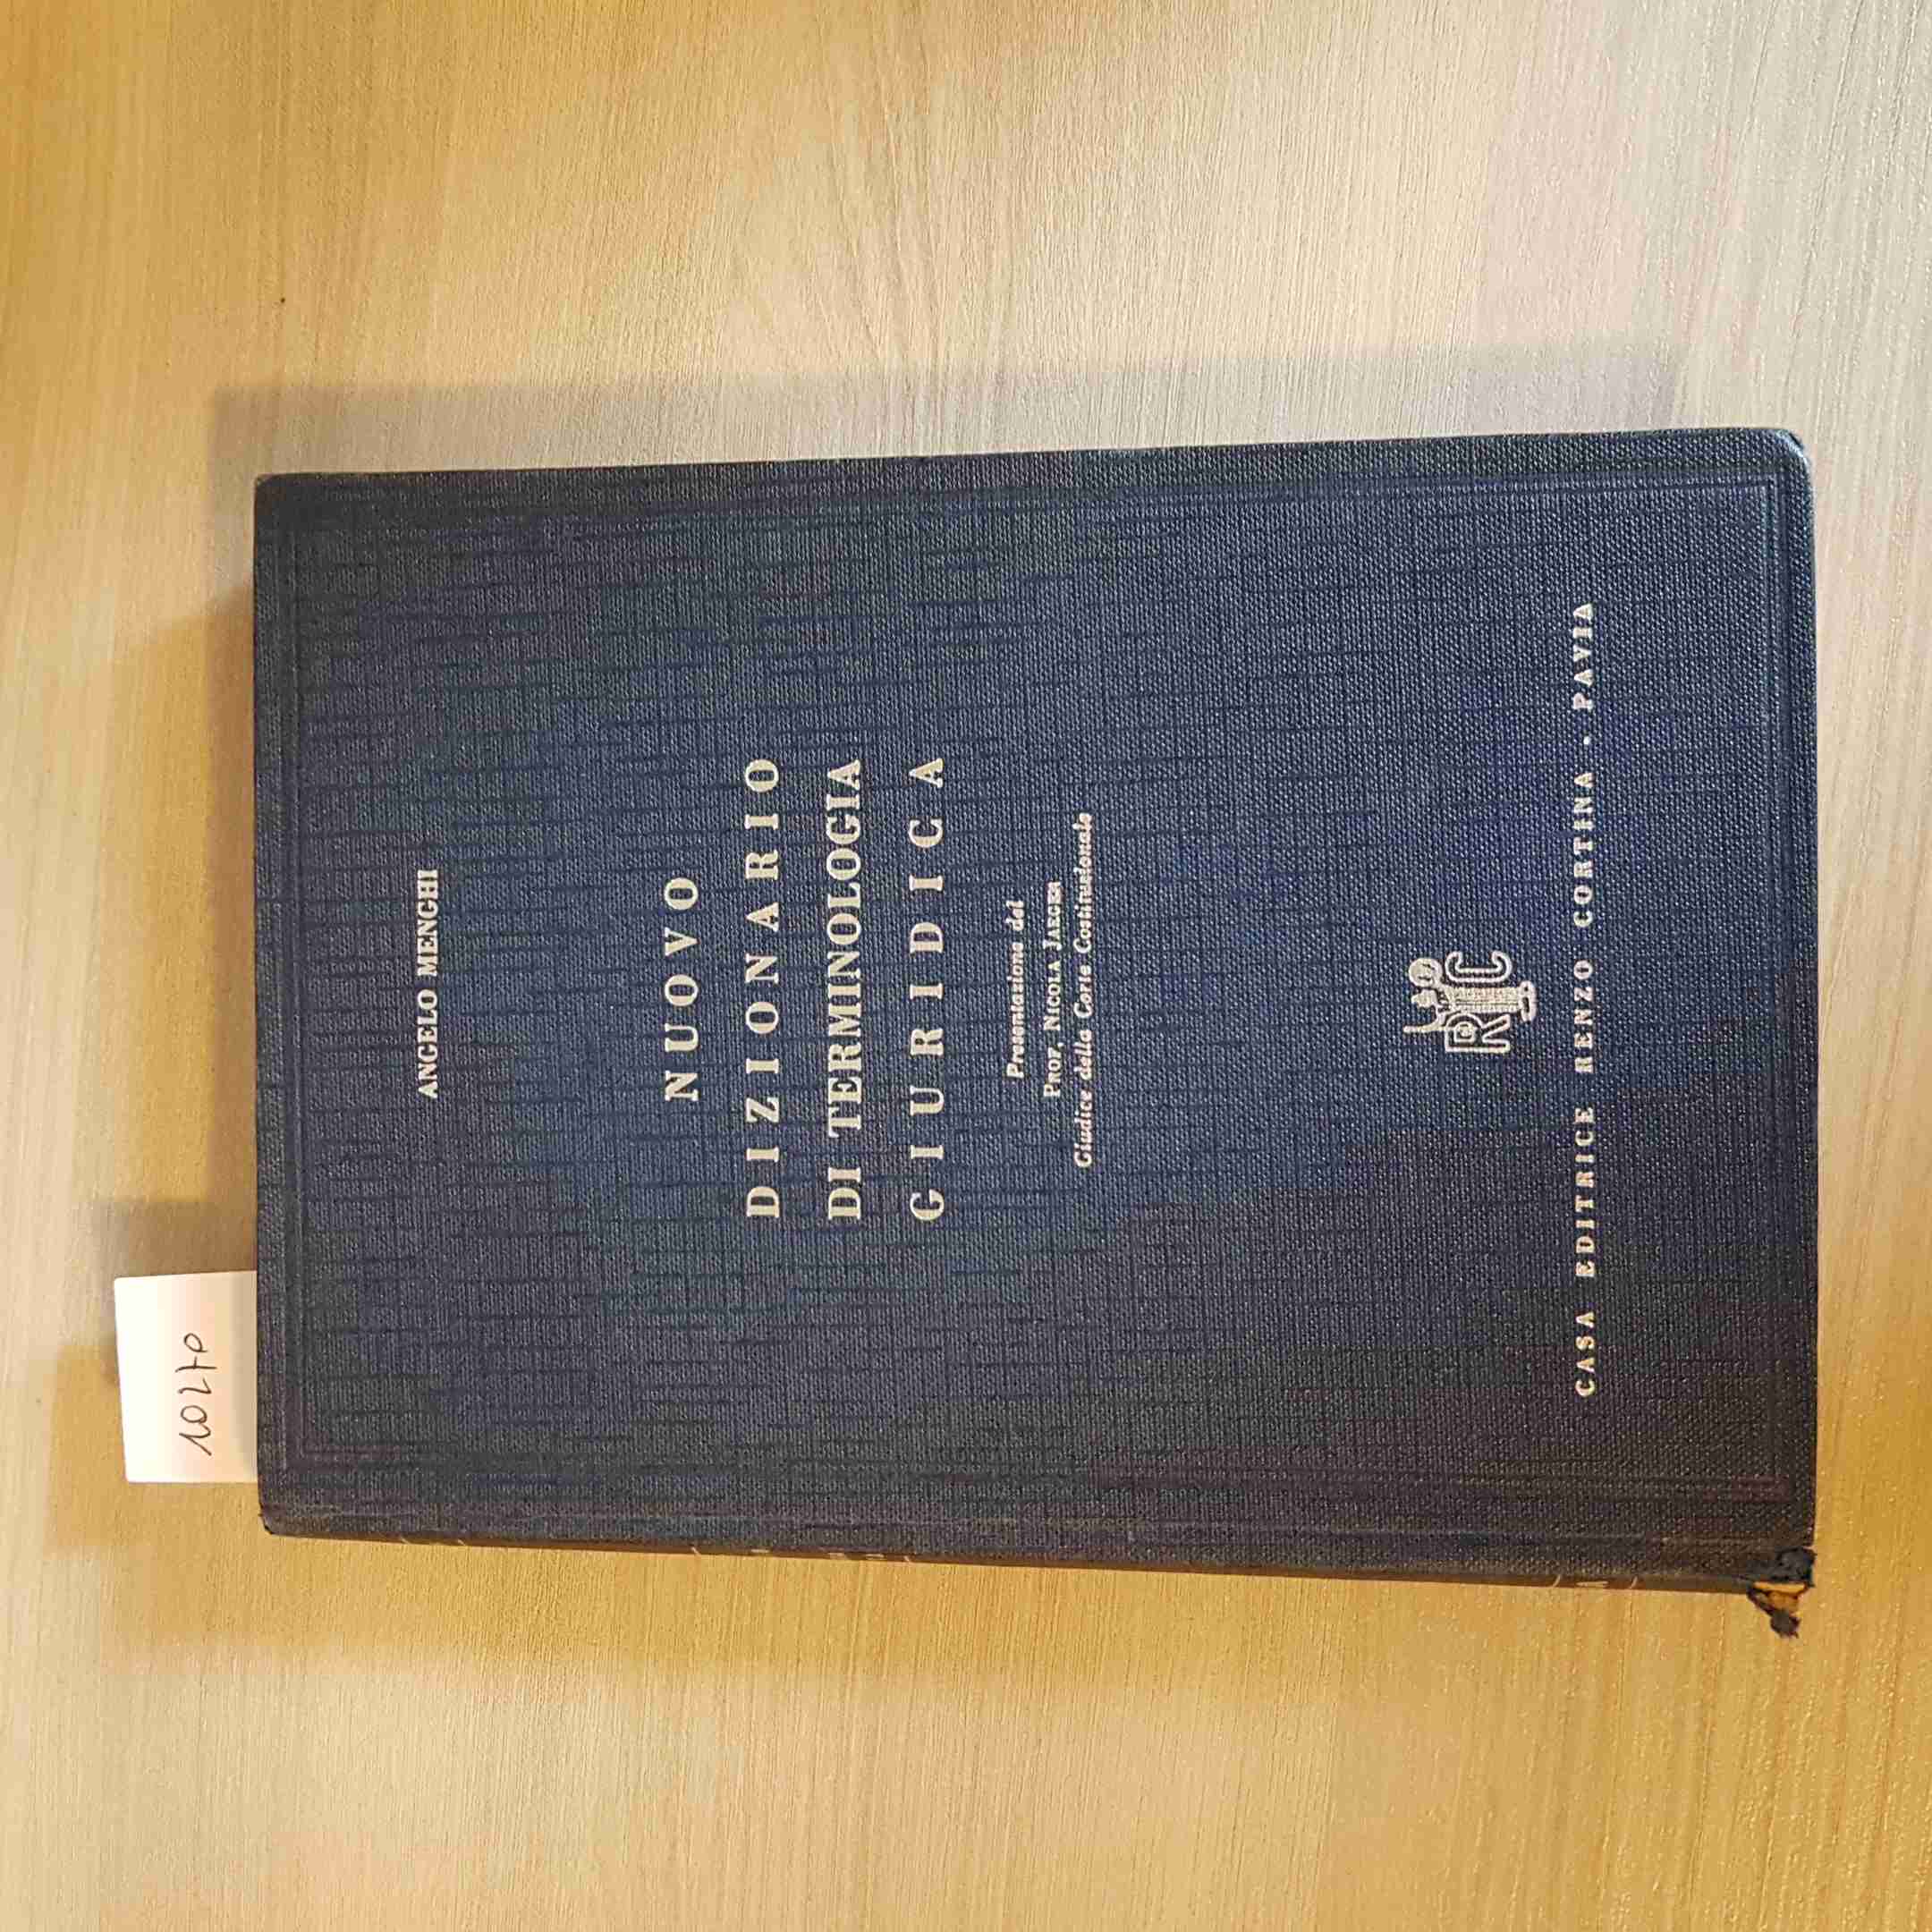 ANGELO MENGHI
NUOVO
DIZIONARIO
DI TERMINOLOGIA
GIURIDICA
Presentazione del
PROF. NICOLA JAEGER
Giudice della Corte Costituzionale
RC
CASA EDITRICE RENZO CORTINA - PAVIA